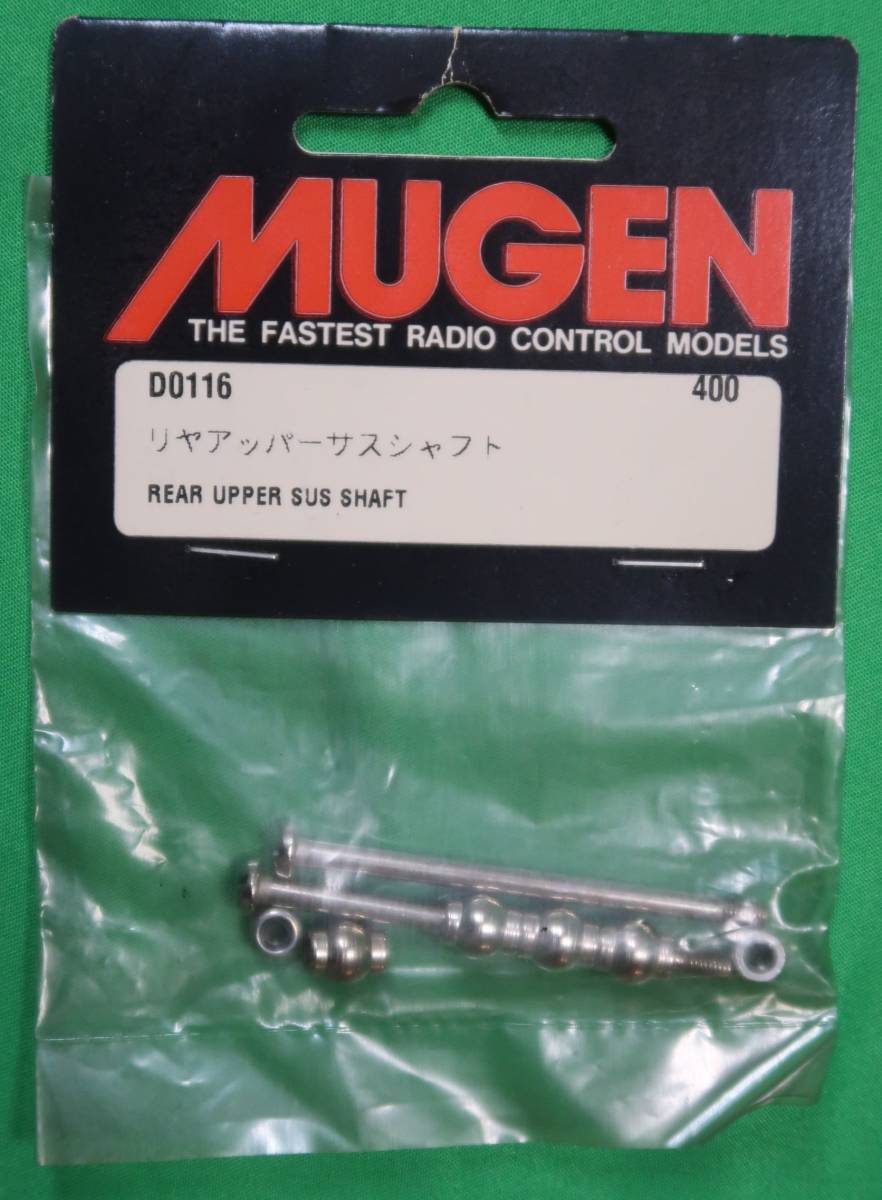 MUGEN
THE FASTEST RADIO CONTROL MODELS
D0116 400
リヤアッパーサスシャフト
REAR UPPER SUS SHAFT